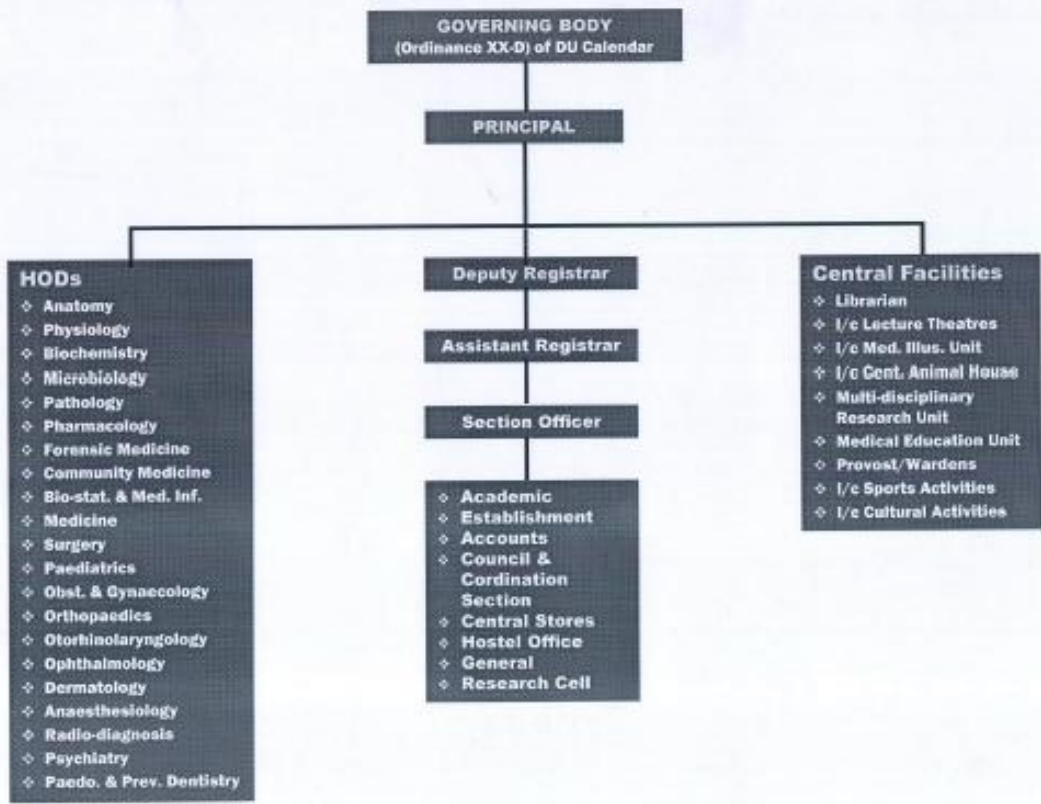 GOVERNING BODY
(Ordinance XX-D) of DU Calendar
PRINCIPAL
HODs
❖ Anatomy
❖ Physiology
❖ Biochemistry
❖ Microbiology
❖ Pathology
❖ Pharmacology
❖ Forensic Medicine
❖ Community Medicine
❖ Bio-stat. & Med. Inf.
❖ Medicine
❖ Surgery
❖ Paediatrics
❖ Obst. & Gynaecology
❖ Orthopaedics
❖ Otorhinolaryngology
❖ Ophthalmology
❖ Dermatology
❖ Anaesthesiology
❖ Radio-diagnosis
❖ Psychiatry
❖ Paedo. & Prev. Dentistry
Deputy Registrar
Assistant Registrar
Section Officer
❖ Academic
❖ Establishment
❖ Accounts
❖ Council &
Cordination
Section
❖ Central Stores
❖ Hostel Office
❖ General
❖ Research Cell
Central Facilities
❖ Librarian
❖ I/c Lecture Theatres
❖ I/c Med. Illus. Unit
❖ I/c Cent. Animal House
❖ Multi-disciplinary
Research Unit
❖ Medical Education Unit
❖ Provost/Wardens
❖ I/c Sports Activities
❖ I/c Cultural Activities